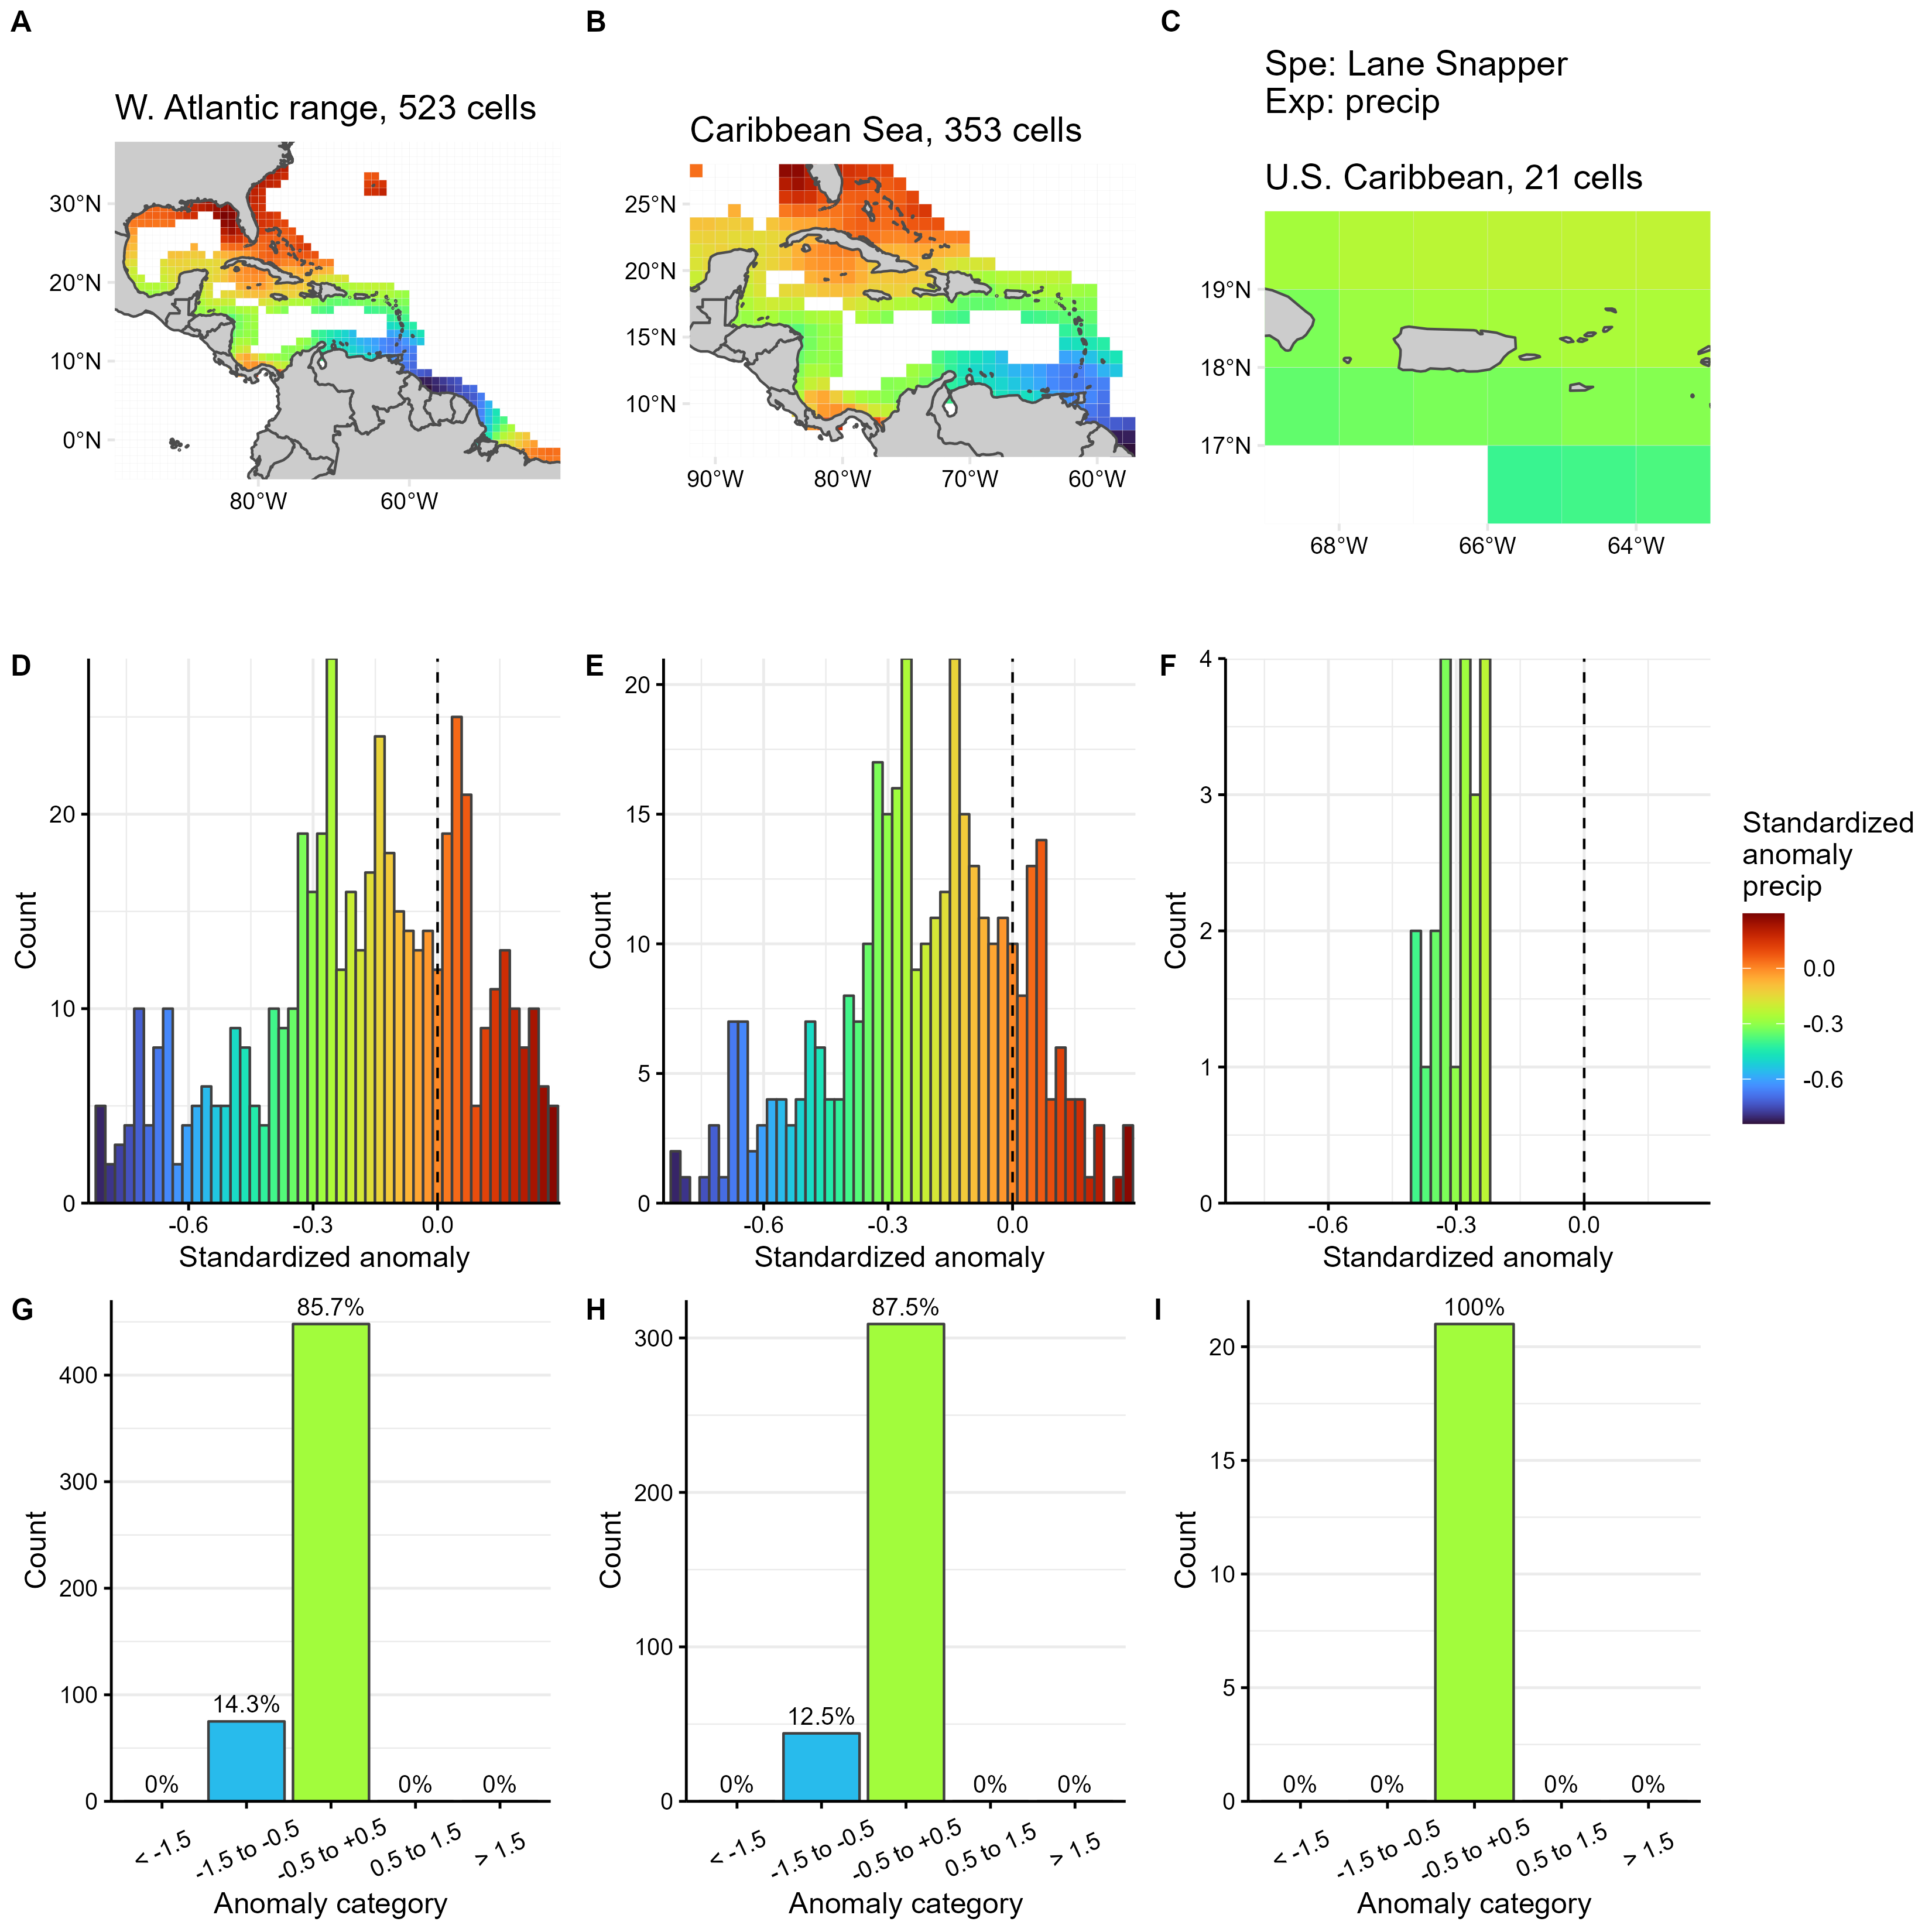 A
B
C
W. Atlantic range, 523 cells
Caribbean Sea, 353 cells
Spe: Lane Snapper
Exp: precip
U.S. Caribbean, 21 cells
30°N
20°N
10°N
0°N
80°W
60°W
25°N
20°N
15°N
10°N
90°W
80°W
70°W
60°W
19°N
18°N
17°N
68°W
66°W
64°W
D
Count
20
10
0
-0.6
-0.3
0.0
Standardized anomaly
E
Count
20
15
10
5
0
-0.6
-0.3
0.0
Standardized anomaly
F
Count
4
3
2
1
0
-0.6
-0.3
0.0
Standardized anomaly
Standardized
anomaly
precip
0.0
-0.3
-0.6
G
Count
400
300
200
100
0
0%
14.3%
85.7%
0%
0%
< -1.5
-1.5 to -0.5
-0.5 to +0.5
0.5 to 1.5
> 1.5
Anomaly category
H
Count
300
200
100
0
0%
12.5%
87.5%
0%
0%
< -1.5
-1.5 to -0.5
-0.5 to +0.5
0.5 to 1.5
> 1.5
Anomaly category
I
Count
20
15
10
5
0
0%
0%
100%
0%
0%
< -1.5
-1.5 to -0.5
-0.5 to +0.5
0.5 to 1.5
> 1.5
Anomaly category